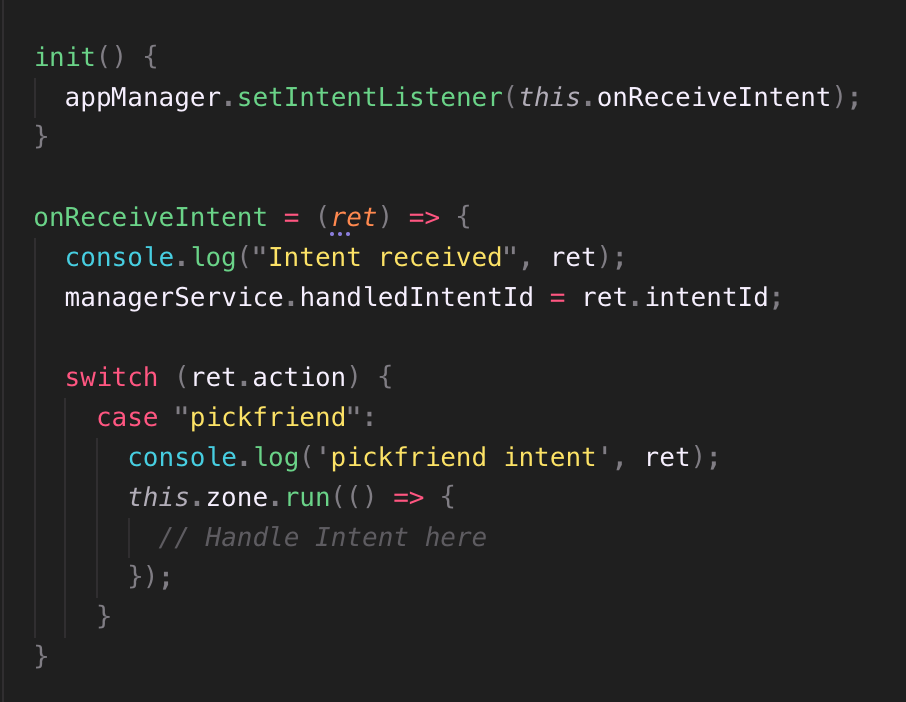 init() {
appManager.setIntentListener(this.onReceiveIntent);
}
onReceiveIntent = (ret) => {
console.log("Intent received", ret);
managerService.handledIntentId = ret.intentId;
switch (ret.action) {
case "pickfriend":
console.log('pickfriend intent', ret);
this.zone.run(() => {
// Handle Intent here
});
}
}